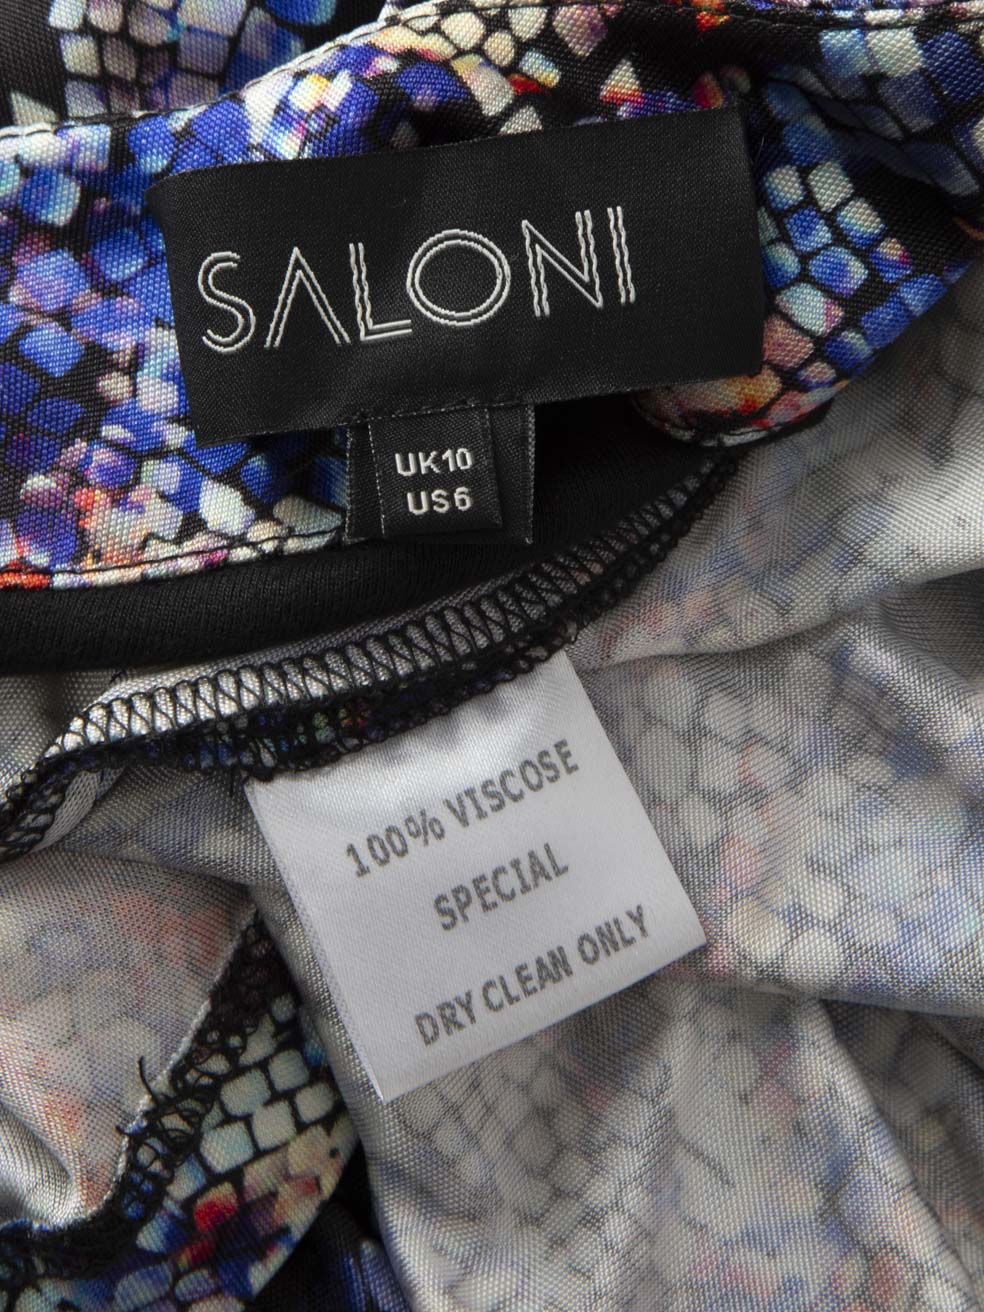 SALONI
UK10
US6
100% VISCOSE
SPECIAL
DRY CLEAN ONLY